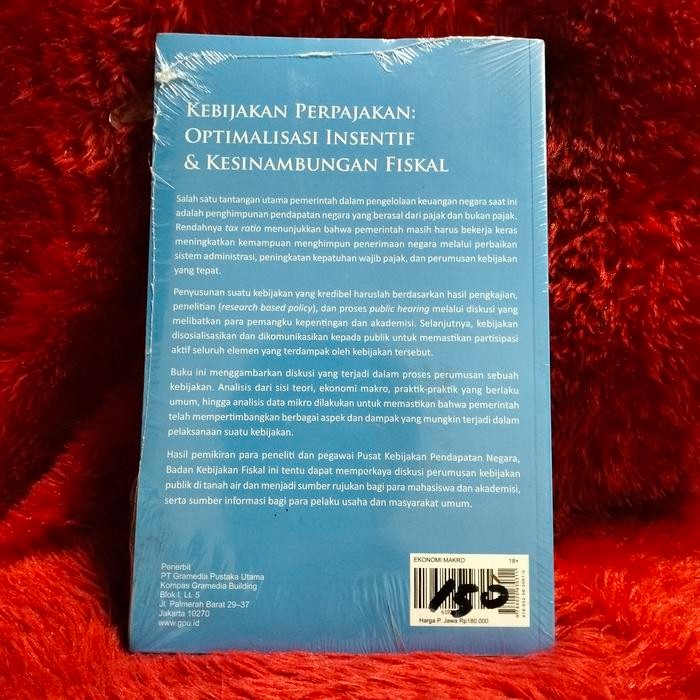 KEBIJAKAN PERPAJAKAN:
OPTIMALISASI INSENTIF
& KESINAMBUNGAN FISKAL
Salah satu tantangan utama pemerintah dalam pengelolaan keuangan negara saat ini
adalah penghimpunan pendapatan negara yang berasal dari pajak dan bukan pajak.
Rendahnya tax ratio menunjukkan bahwa pemerintah masih harus bekerja keras
meningkatkan kemampuan menghimpun penerimaan negara melalui perbaikan
sistem administrasi, peningkatan kepatuhan wajib pajak, dan perumusan kebijakan
yang tepat.
Penyusunan suatu kebijakan yang kredibel haruslah berdasarkan hasil pengkajian,
penelitian (research based policy), dan proses public hearing melalui diskusi yang
melibatkan para pemangku kepentingan dan akademisi. Selanjutnya, kebijakan
disosialisasikan dan dikomunikasikan kepada publik untuk memastikan partisipasi
aktif seluruh elemen yang terdampak oleh kebijakan tersebut.
Buku ini menggambarkan diskusi yang terjadi dalam proses perumusan sebuah
kebijakan. Analisis dari sisi teori, ekonomi makro, praktik-praktik yang berlaku
umum, hingga analisis data mikro dilakukan untuk memastikan bahwa pemerintah
telah mempertimbangkan berbagai aspek dan dampak yang mungkin terjadi dalam
pelaksanaan suatu kebijakan.
Hasil pemikiran para peneliti dan pegawai Pusat Kebijakan Pendapatan Negara,
Badan Kebijakan Fiskal ini tentu dapat memperkaya diskusi perumusan kebijakan
publik di tanah air dan menjadi sumber rujukan bagi para mahasiswa dan akademisi,
serta sumber informasi bagi para pelaku usaha dan masyarakat umum.
Penerbit
PT Gramedia Pustaka Utama
Kompas Gramedia Building
Blok I, Lt. 5
Jl. Palmerah Barat 29-37
Jakarta 10270
www.gpu.id
EKONOMI MAKRO 18+
150
Harga P. Jawa Rp180.000